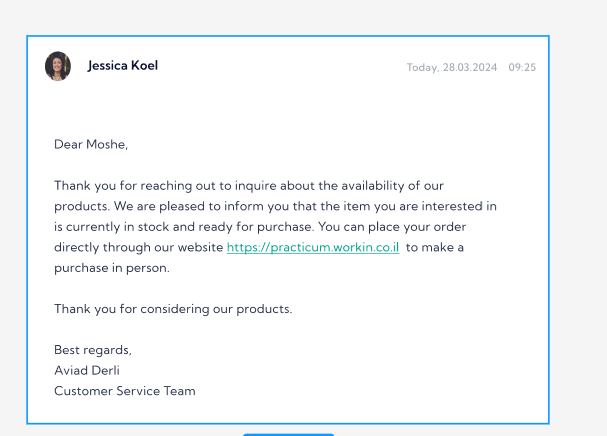 Jessica Koel
Today, 28.03.2024 09:25
Dear Moshe,
Thank you for reaching out to inquire about the availability of our
products. We are pleased to inform you that the item you are interested in
is currently in stock and ready for purchase. You can place your order
directly through our website https://practicum.workin.co.il to make a
purchase in person.
Thank you for considering our products.
Best regards,
Aviad Derli
Customer Service Team